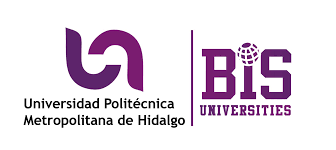 Universidad Politécnica
Metropolitana de Hidalgo
BIS
UNIVERSITIES